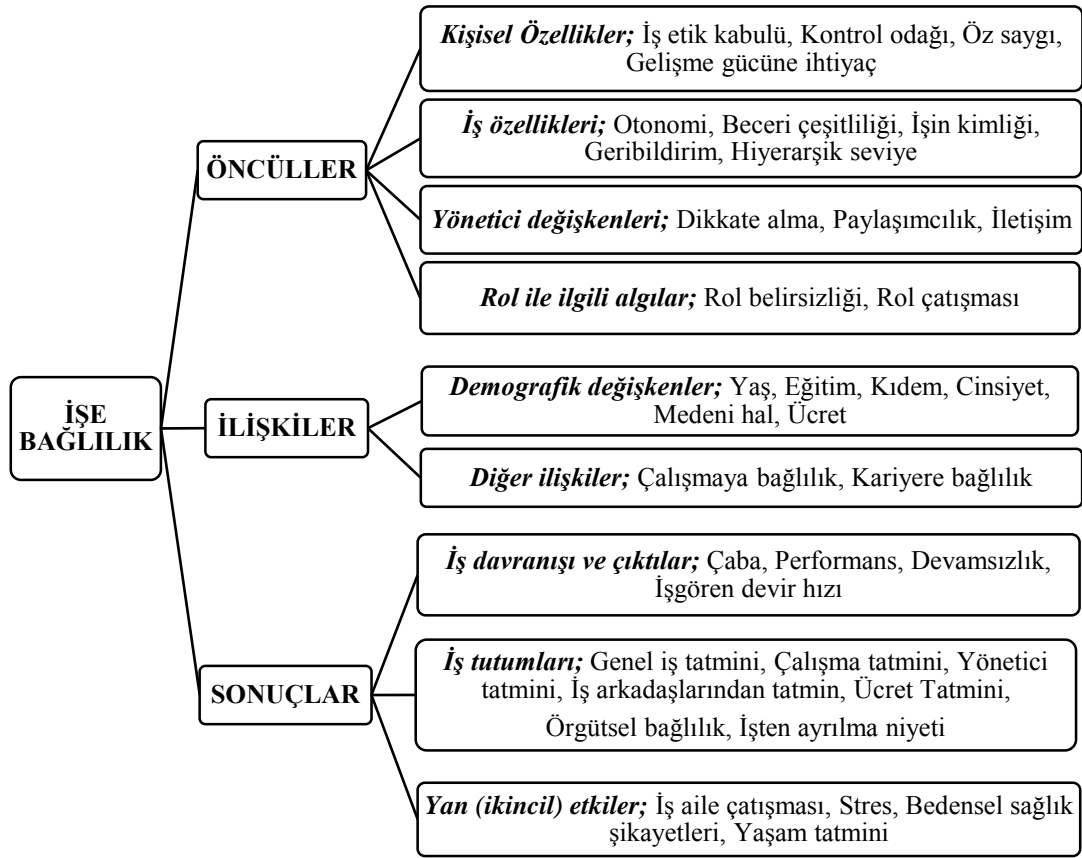 Kişisel Özellikler; İş etik kabulü, Kontrol odağı, Öz saygı,
Gelişme gücüne ihtiyaç
İş özellikleri; Otonomi, Beceri çeşitliliği, İşin kimliği,
Geribildirim, Hiyerarşik seviye
ÖNCÜLLER
Yönetici değişkenleri; Dikkate alma, Paylaşımcılık, İletişim
Rol ile ilgili algılar; Rol belirsizliği, Rol çatışması
İŞE
BAĞLILIK
İLİŞKİLER
Demografik değişkenler; Yaş, Eğitim, Kıdem, Cinsiyet,
Medeni hal, Ücret
Diğer ilişkiler; Çalışmaya bağlılık, Kariyere bağlılık
İş davranışı ve çıktılar; Çaba, Performans, Devamsızlık,
İşgören devir hızı
SONUÇLAR
İş tutumları; Genel iş tatmini, Çalışma tatmini, Yönetici
tatmini, İş arkadaşlarından tatmin, Ücret Tatmini,
Örgütsel bağlılık, İşten ayrılma niyeti
Yan (ikincil) etkiler; İş aile çatışması, Stres, Bedensel sağlık
şikayetleri, Yaşam tatmini